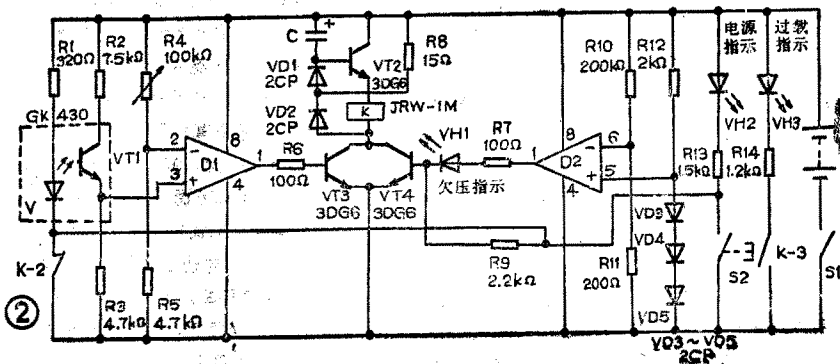 R1
320Ω
R2
7.5kΩ
R4
100kΩ
C
+
VD1
2CP
VT2
3DG6
R8
15Ω
R10
200kΩ
R12
2kΩ
电源
指示
过载
指示
GK 430
VD2
2CP
K
JRW-1M
VH1
R7
100Ω
VH2
VH3
VT1
V
2
3
8
D1
4
1
R6
100Ω
欠压指示
1
8
D2
4
6
5
R13
1.5kΩ
R14
1.2kΩ
VT3
3DG6
VT4
3DG6
K-2
R9
2.2kΩ
R11
200Ω
VD3
VD4
VD5
S2
K-3
S1
②
R3
4.7kΩ
R5
4.7kΩ
VD3~VD5
2CP